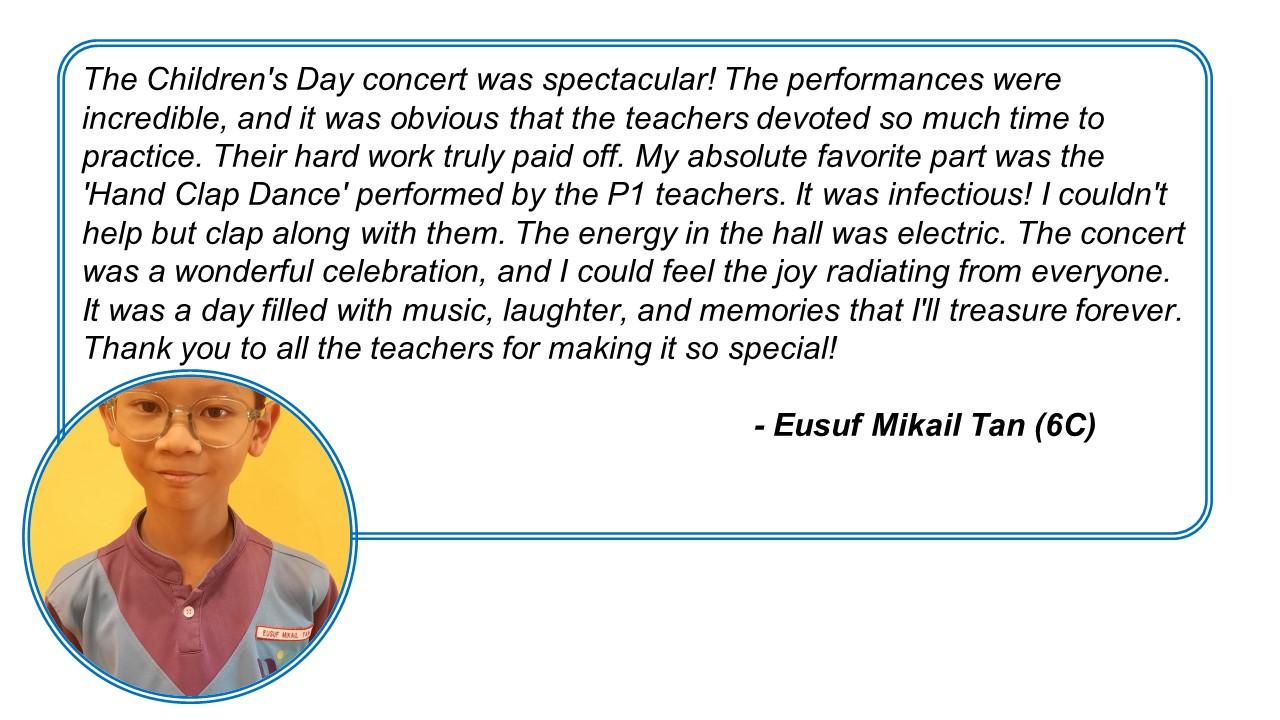 The Children's Day concert was spectacular! The performances were
incredible, and it was obvious that the teachers devoted so much time to
practice. Their hard work truly paid off. My absolute favorite part was the
'Hand Clap Dance' performed by the P1 teachers. It was infectious! I couldn't
help but clap along with them. The energy in the hall was electric. The concert
was a wonderful celebration, and I could feel the joy radiating from everyone.
It was a day filled with music, laughter, and memories that I'll treasure forever.
Thank you to all the teachers for making it so special!
- Eusuf Mikail Tan (6C)
EUSUF MIKAIL TAN